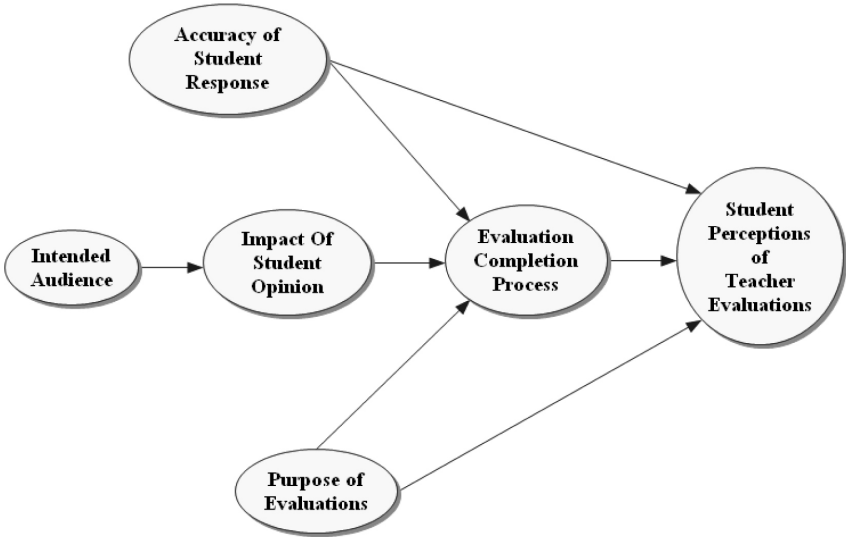 Accuracy of
Student
Response
Intended
Audience
Impact Of
Student
Opinion
Evaluation
Completion
Process
Student
Perceptions
of
Teacher
Evaluations
Purpose of
Evaluations